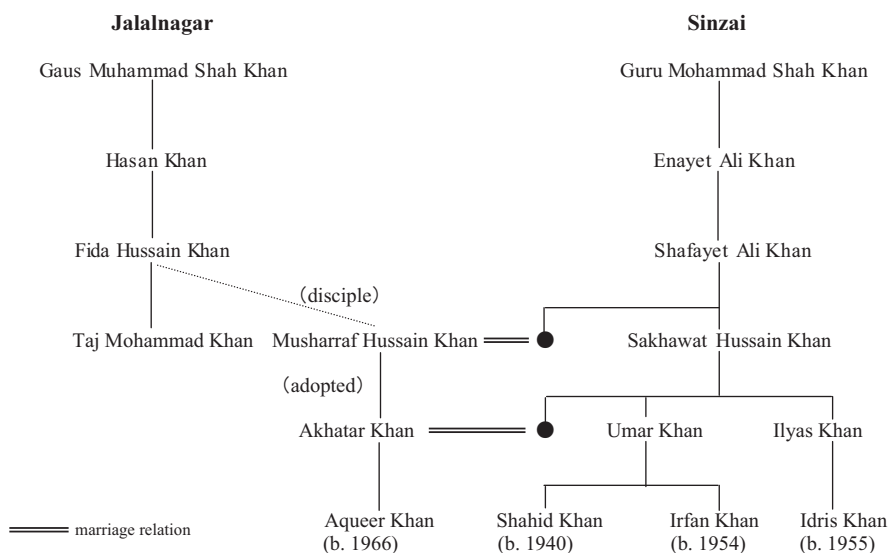 Jalalnagar
Sinzai
Gaus Muhammad Shah Khan
Guru Mohammad Shah Khan
Hasan Khan
Enayet Ali Khan
Fida Hussain Khan
Shafayet Ali Khan
(disciple)
Taj Mohammad Khan
Musharraf Hussain Khan
Sakhawat Hussain Khan
(adopted)
Akhatar Khan
Umar Khan
Ilyas Khan
marriage relation
Aqueer Khan
(b. 1966)
Shahid Khan
(b. 1940)
Irfan Khan
(b. 1954)
Idris Khan
(b. 1955)